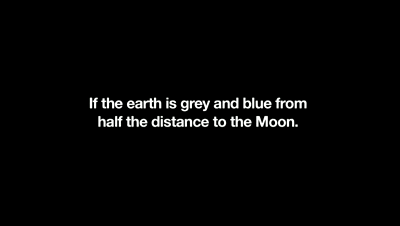 If the earth is grey and blue from
half the distance to the Moon.